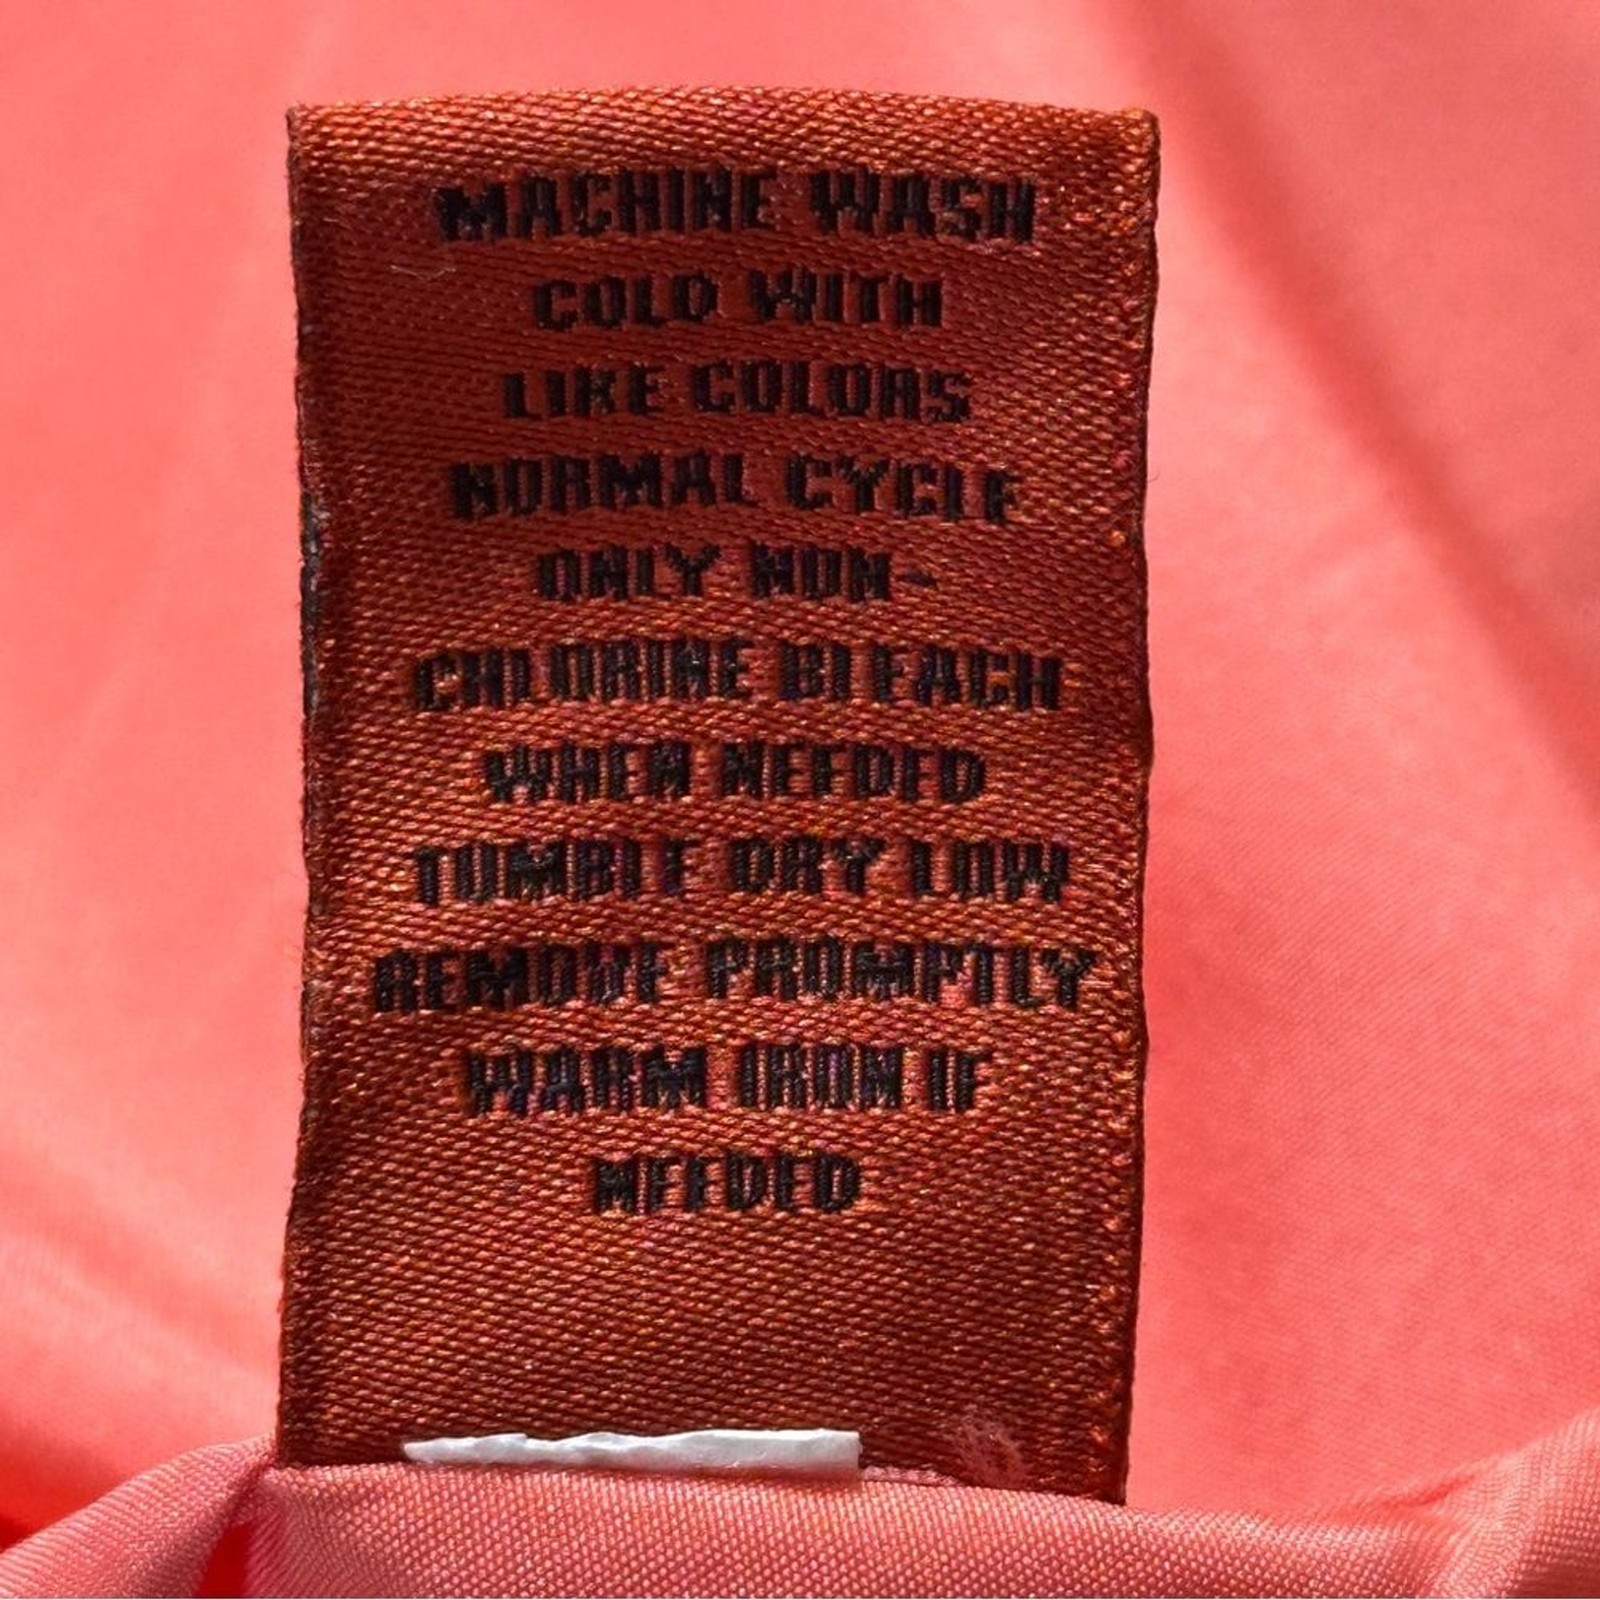 MACHINE WASH
COLD WITH
LIKE COLORS
NORMAL CYCLE
ONLY NON-
CHLORINE BLEACH
WHEN NEEDED
TUMBLE DRY LOW
REMOVE PROMPTLY
WARM IRON IF
NEEDED